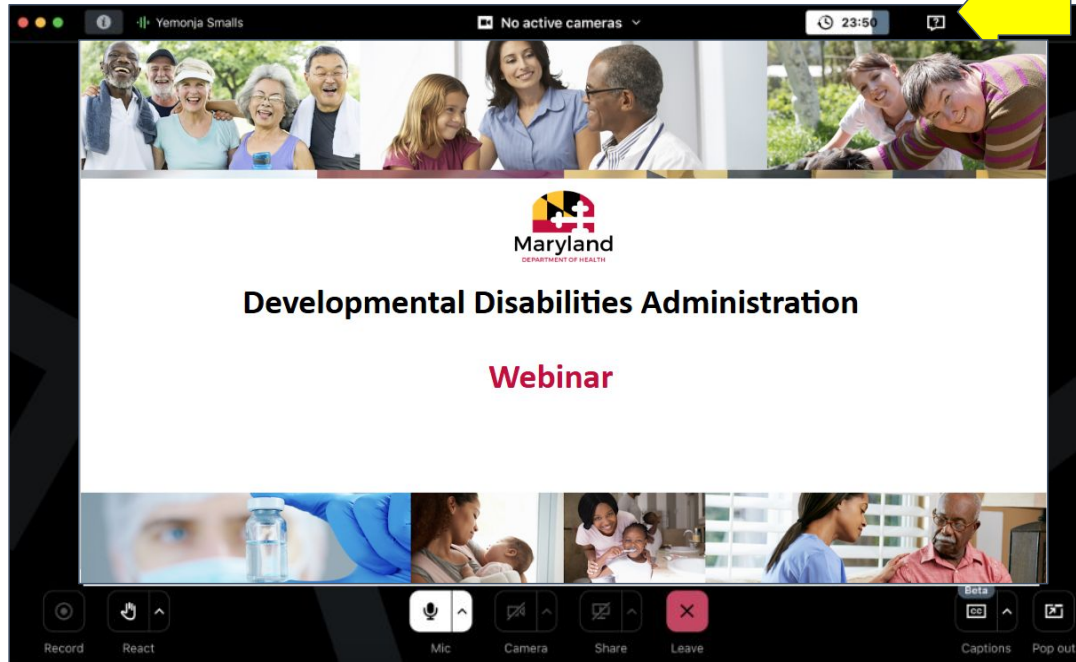 Yemonja Smalls
No active cameras
23:50
Maryland
DEPARTMENT OF HEALTH
Developmental Disabilities Administration
Webinar
Beta
CC
Record
React
Mic
Camera
Share
Leave
Captions
Pop out